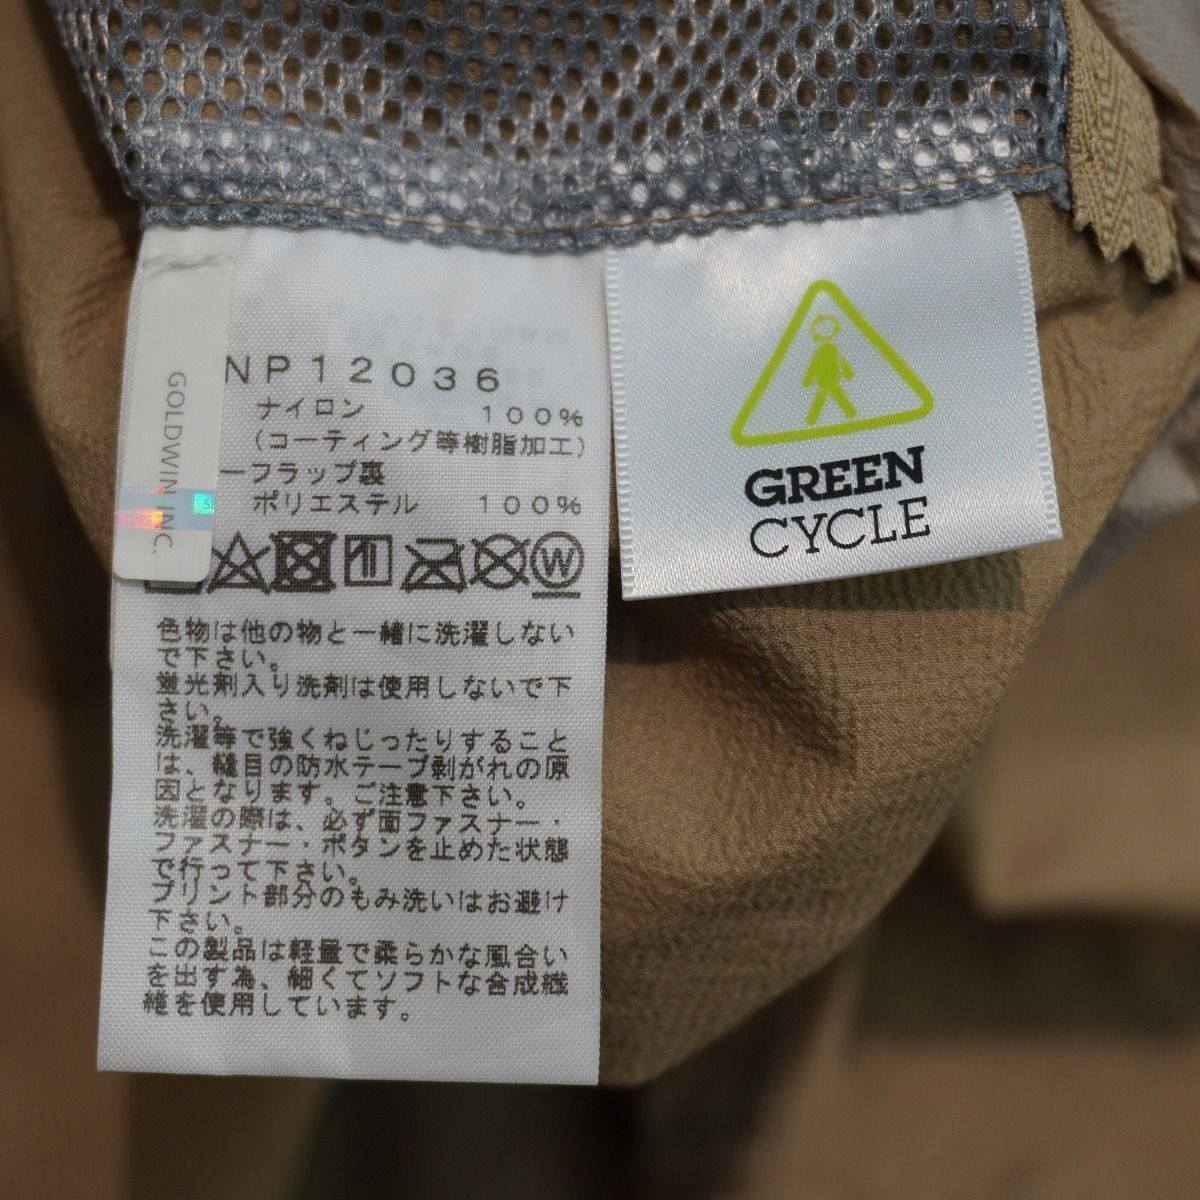 NP12036
ナイロン 100%
(コーティング等樹脂加工)
ーフラップ裏
ポリエステル 100%
W
色物は他の物と一緒に洗濯しない
で下さい。
蛍光剤入り洗剤は使用しないで下
さい。
洗濯等で強くねじったりすること
は、縫目の防水テープ剥がれの原
因となります。ご注意下さい。
洗濯の際は、必ず面ファスナー・
ファスナー・ボタンを止めた状態
で行って下さい。
プリント部分のもみ洗いはお避け
下さい。
この製品は軽量で柔らかな風合い
を出す為、細くてソフトな合成繊
維を使用しています。
GOLDWIN INC.
GREEN
CYCLE